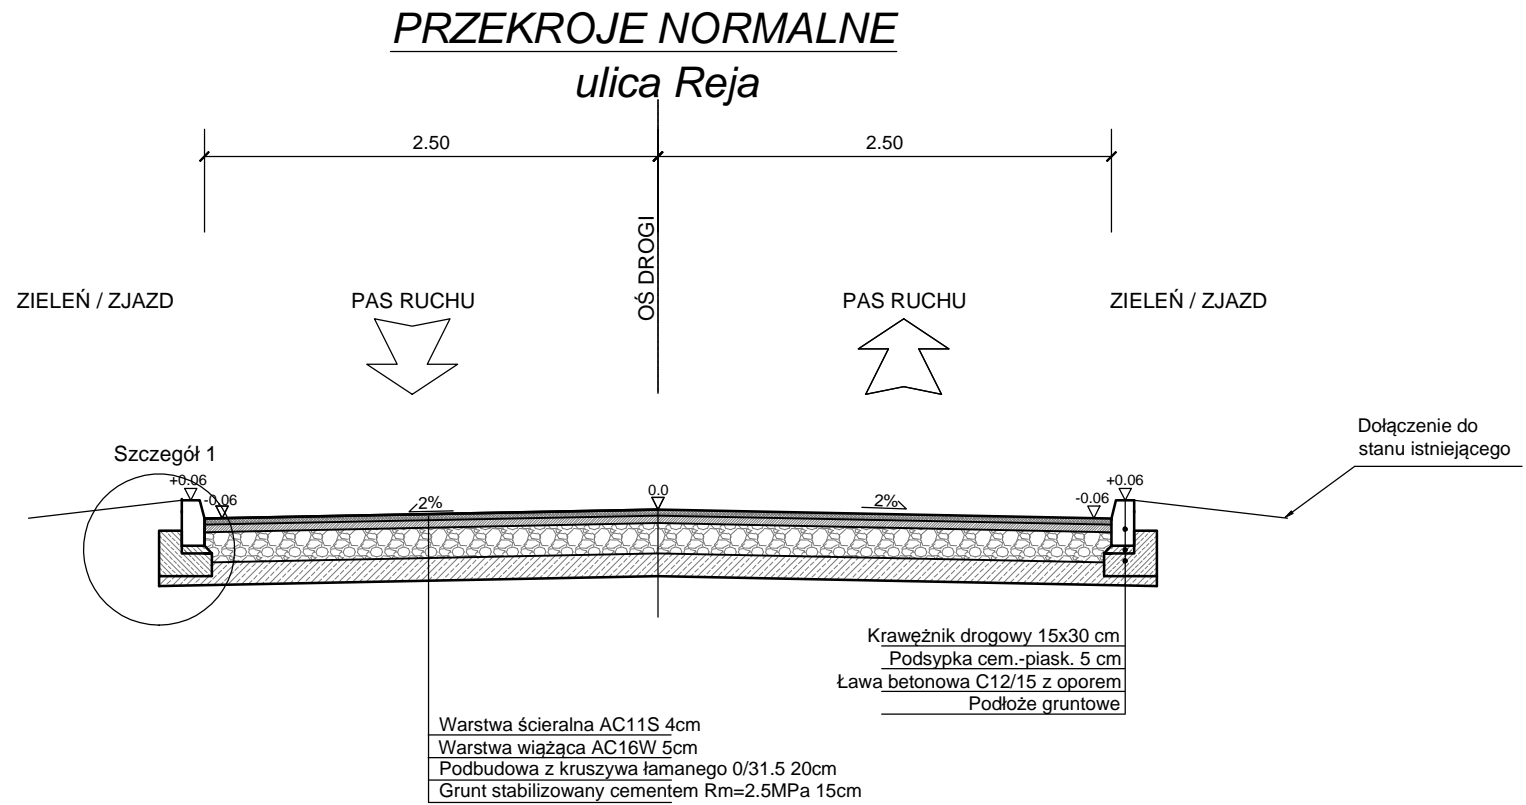 PRZEKROJE NORMALNE
ulica Reja
2.50
2.50
OŚ DROGI
ZIELEŃ / ZJAZD
PAS RUCHU
PAS RUCHU
ZIELEŃ / ZJAZD
Dołączenie do
stanu istniejącego
Szczegół 1
+0.06
-0.06
2%
0.0
2%
-0.06
+0.06
Krawężnik drogowy 15x30 cm
Podsypka cem.-piask. 5 cm
Ława betonowa C12/15 z oporem
Podłoże gruntowe
Warstwa ścieralna AC11S 4cm
Warstwa wiążąca AC16W 5cm
Podbudowa z kruszywa łamanego 0/31.5 20cm
Grunt stabilizowany cementem Rm=2.5MPa 15cm